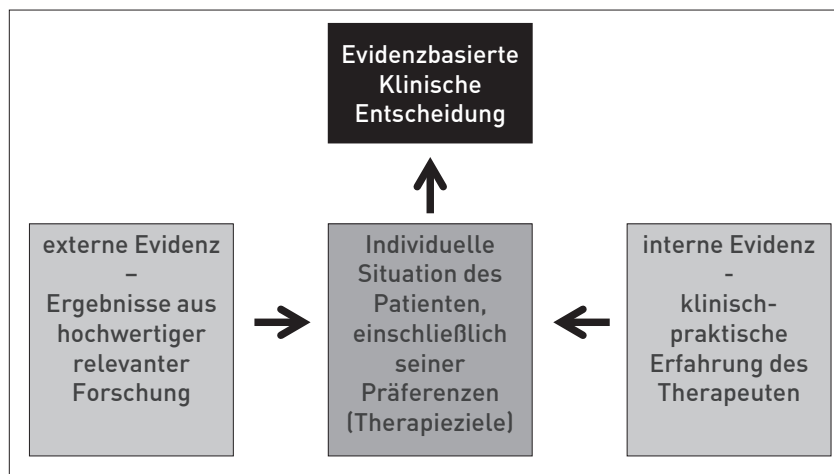 Evidenzbasierte
Klinische
Entscheidung
externe Evidenz
–
Ergebnisse aus
hochwertiger
relevanter
Forschung
Individuelle
Situation des
Patienten,
einschließlich
seiner
Präferenzen
(Therapieziele)
interne Evidenz
-
klinisch-
praktische
Erfahrung des
Therapeuten